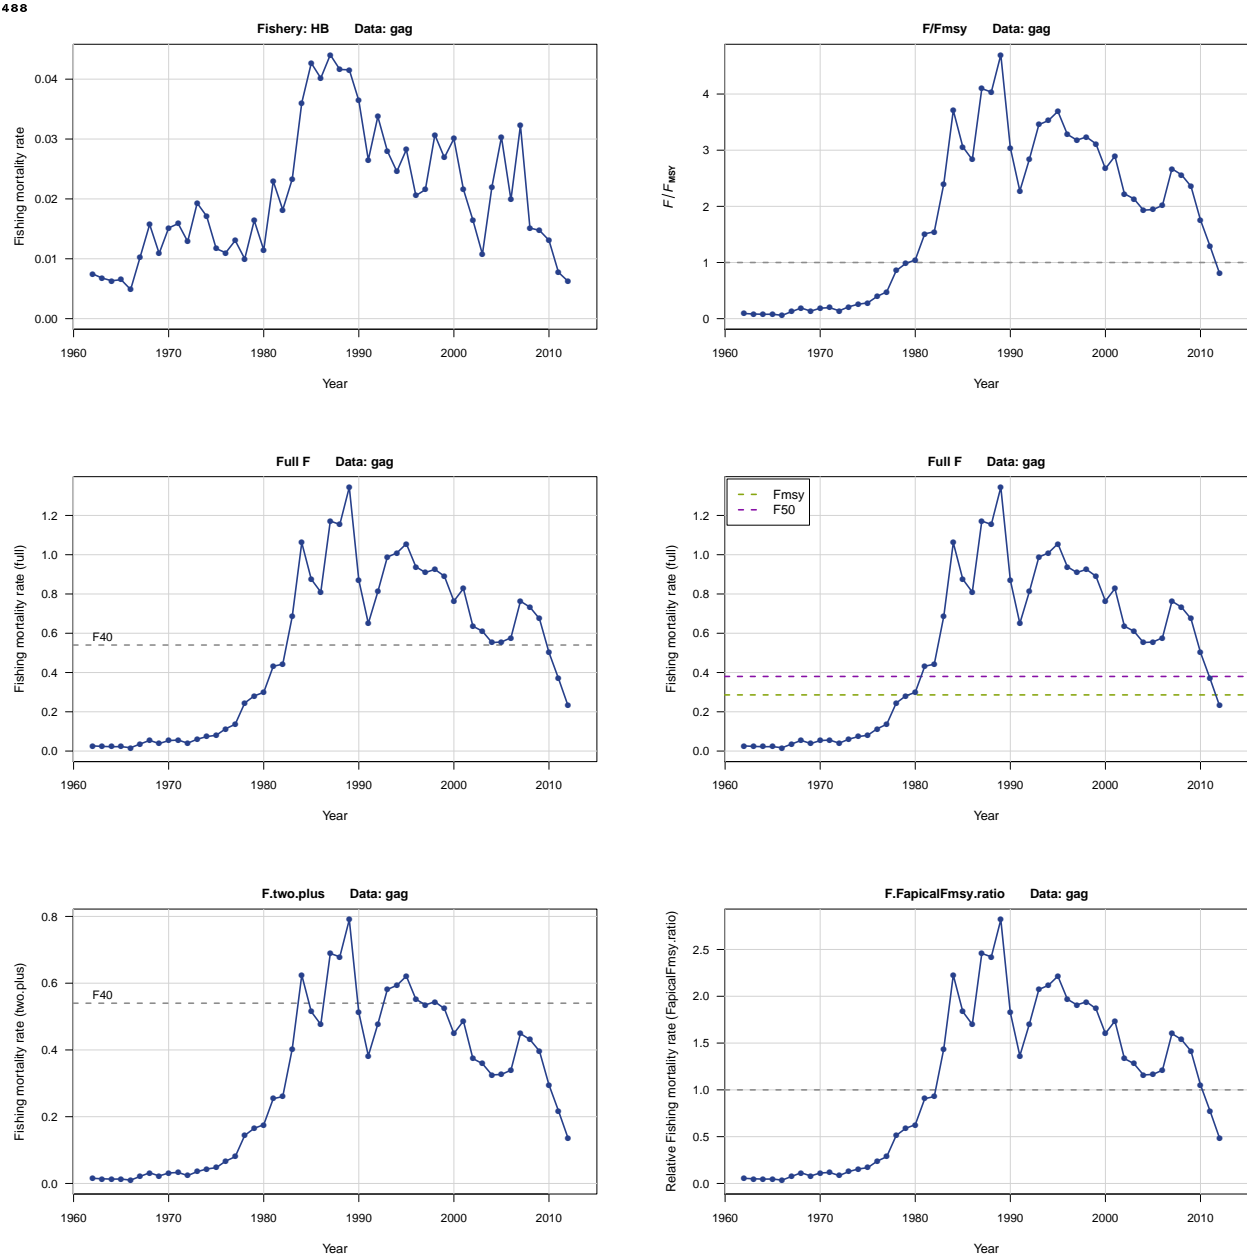 488
Fishery: HB Data: gag
Fishing mortality rate
0.04
0.03
0.02
0.01
0.00
1960 1970 1980 1990 2000 2010
Year
F/Fmsy Data: gag
F / FMSY
4
3
2
1
0
1960 1970 1980 1990 2000 2010
Year
Full F Data: gag
Fishing mortality rate (full)
1.2
1.0
0.8
0.6
0.4
0.2
0.0
F40
1960 1970 1980 1990 2000 2010
Year
Full F Data: gag
Fishing mortality rate (full)
1.2
1.0
0.8
0.6
0.4
0.2
0.0
Fmsy
F50
1960 1970 1980 1990 2000 2010
Year
F.two.plus Data: gag
Fishing mortality rate (two.plus)
0.8
0.6
0.4
0.2
0.0
F40
1960 1970 1980 1990 2000 2010
Year
F.FapicalFmsy.ratio Data: gag
Relative Fishing mortality rate (FapicalFmsy.ratio)
2.5
2.0
1.5
1.0
0.5
0.0
1960 1970 1980 1990 2000 2010
Year